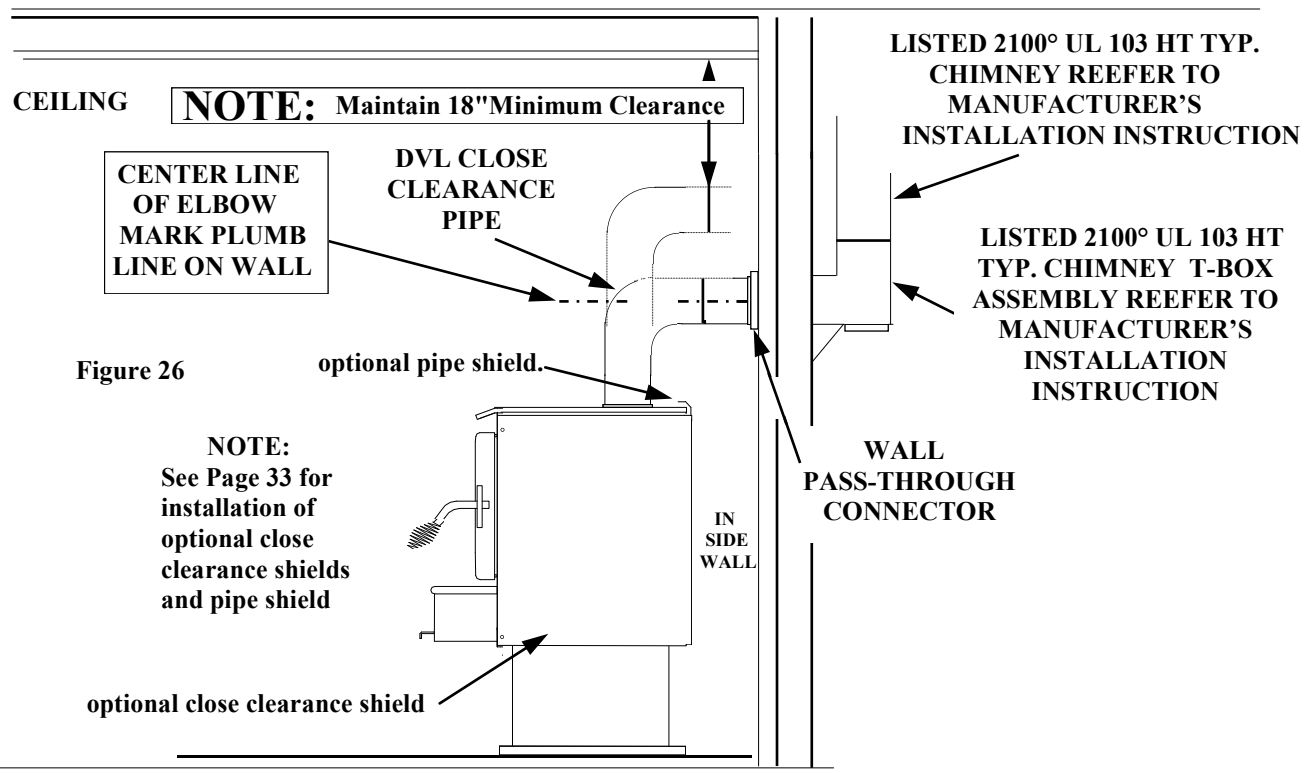 LISTED 2100° UL 103 HT TYP.
CHIMNEY REEFER TO
MANUFACTURER'S
INSTALLATION INSTRUCTION
CEILING
NOTE: Maintain 18"Minimum Clearance
DVL CLOSE
CLEARANCE
PIPE
CENTER LINE
OF ELBOW
MARK PLUMB
LINE ON WALL
LISTED 2100° UL 103 HT
TYP. CHIMNEY T-BOX
ASSEMBLY REEFER TO
MANUFACTURER'S
INSTALLATION
INSTRUCTION
Figure 26
optional pipe shield.
NOTE:
See Page 33 for
installation of
optional close
clearance shields
and pipe shield
WALL
PASS-THROUGH
CONNECTOR
IN
SIDE
WALL
optional close clearance shield